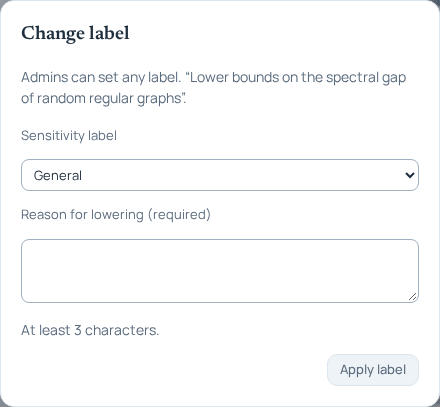 Change label
Admins can set any label. “Lower bounds on the spectral gap
of random regular graphs”.
Sensitivity label
General
Reason for lowering (required)
At least 3 characters.
Apply label